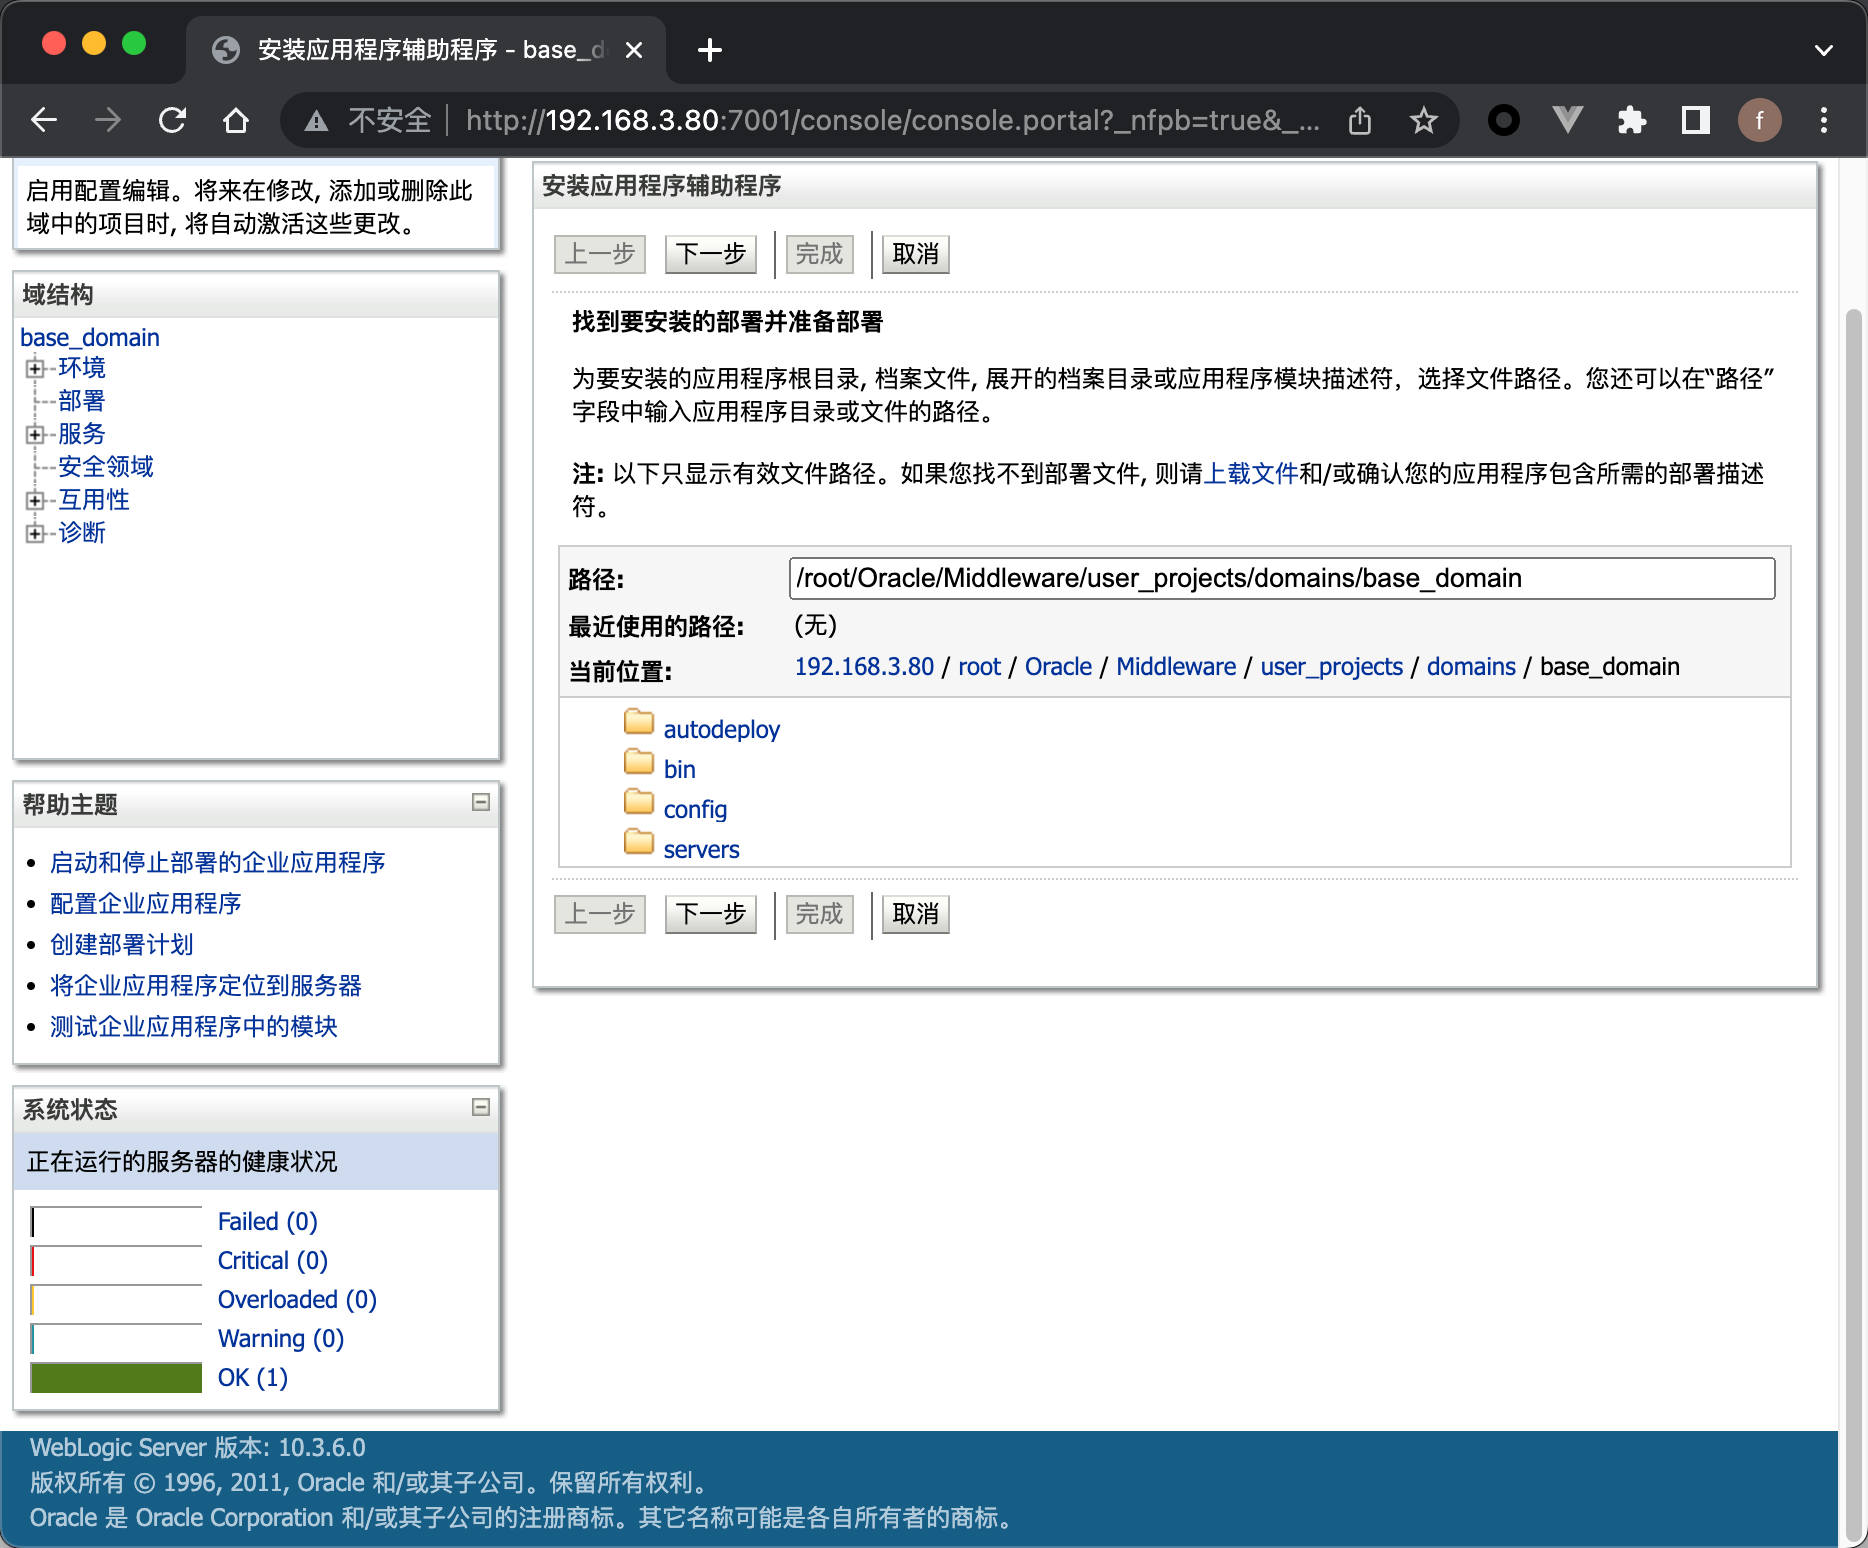 安装应用程序辅助程序 - base_d
不安全 http://192.168.3.80:7001/console/console.portal?_nfpb=true&_...
f
启用配置编辑。将来在修改, 添加或删除此
域中的项目时, 将自动激活这些更改。
域结构
base_domain
环境
部署
服务
安全领域
互用性
诊断
帮助主题
启动和停止部署的企业应用程序
配置企业应用程序
创建部署计划
将企业应用程序定位到服务器
测试企业应用程序中的模块
系统状态
正在运行的服务器的健康状况
Failed (0)
Critical (0)
Overloaded (0)
Warning (0)
OK (1)
安装应用程序辅助程序
上一步 下一步 完成 取消
找到要安装的部署并准备部署
为要安装的应用程序根目录, 档案文件, 展开的档案目录或应用程序模块描述符，选择文件路径。您还可以在“路径”
字段中输入应用程序目录或文件的路径。
注: 以下只显示有效文件路径。如果您找不到部署文件, 则请上载文件和/或确认您的应用程序包含所需的部署描述
符。
路径: /root/Oracle/Middleware/user_projects/domains/base_domain
最近使用的路径: (无)
当前位置: 192.168.3.80 / root / Oracle / Middleware / user_projects / domains / base_domain
autodeploy
bin
config
servers
上一步 下一步 完成 取消
WebLogic Server 版本: 10.3.6.0
版权所有 © 1996, 2011, Oracle 和/或其子公司。保留所有权利。
Oracle 是 Oracle Corporation 和/或其子公司的注册商标。其它名称可能是各自所有者的商标。